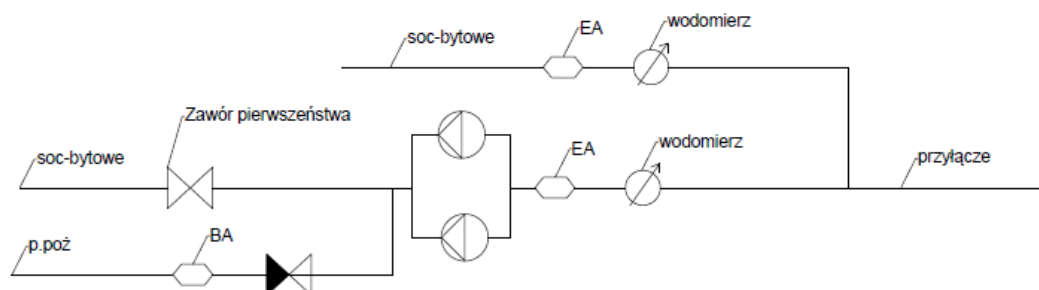 soc-bytowe
EA
wodomierz
Zawór pierwszeństwa
soc-bytowe
EA
wodomierz
przyłącze
p.poż
BA